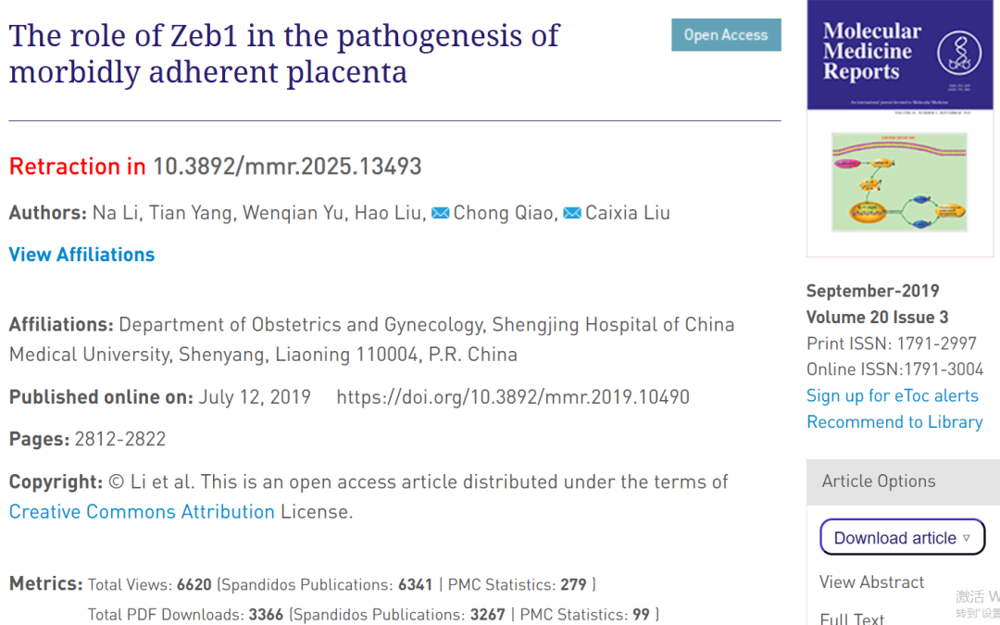 The role of Zeb1 in the pathogenesis of
morbidly adherent placenta
Open Access
Retraction in 10.3892/mmr.2025.13493
Authors: Na Li, Tian Yang, Wenqian Yu, Hao Liu, Chong Qiao, Caixia Liu
View Affiliations
Affiliations: Department of Obstetrics and Gynecology, Shengjing Hospital of China
Medical University, Shenyang, Liaoning 110004, P.R. China
Published online on: July 12, 2019 https://doi.org/10.3892/mmr.2019.10490
Pages: 2812-2822
Copyright: © Li et al. This is an open access article distributed under the terms of
Creative Commons Attribution License.
Metrics: Total Views: 6620 (Spandidos Publications: 6341 | PMC Statistics: 279 )
Total PDF Downloads: 3366 (Spandidos Publications: 3267 | PMC Statistics: 99 )
Molecular
Medicine
Reports
September-2019
Volume 20 Issue 3
Print ISSN: 1791-2997
Online ISSN:1791-3004
Sign up for eToc alerts
Recommend to Library
Article Options
Download article ▿
View Abstract
Full Text
激活 W
转到"设置